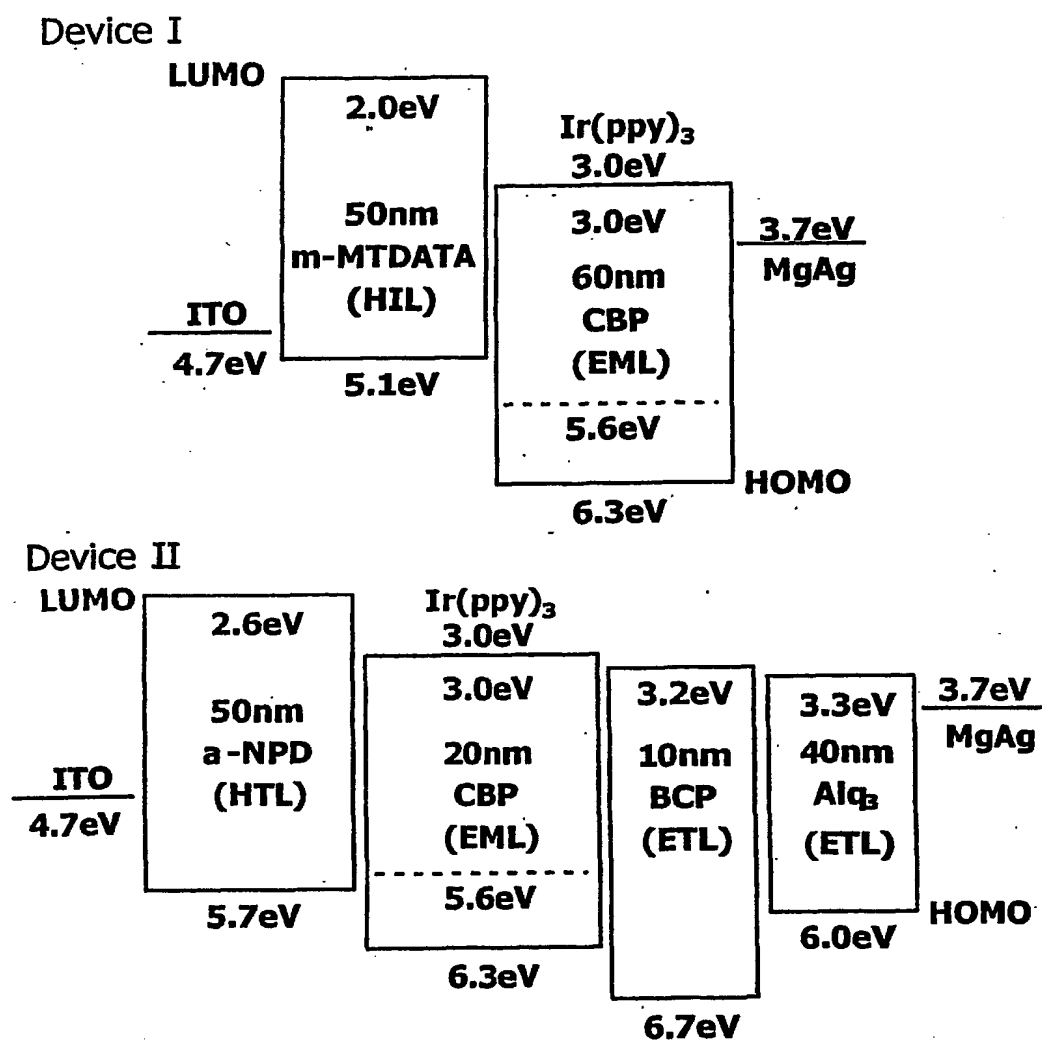 Device I
LUMO
2.0eV
Ir(ppy)₃
3.0eV
50nm
m-MTDATA
(HIL)
3.0eV
60nm
CBP
(EML)
3.7eV
MgAg
ITO
4.7eV
5.1eV
5.6eV
HOMO
6.3eV
Device II
LUMO
2.6eV
Ir(ppy)₃
3.0eV
50nm
a-NPD
(HTL)
3.0eV
20nm
CBP
(EML)
3.2eV
10nm
BCP
(ETL)
3.3eV
40nm
Alq₃
(ETL)
3.7eV
MgAg
ITO
4.7eV
5.7eV
5.6eV
6.3eV
6.7eV
6.0eV
HOMO